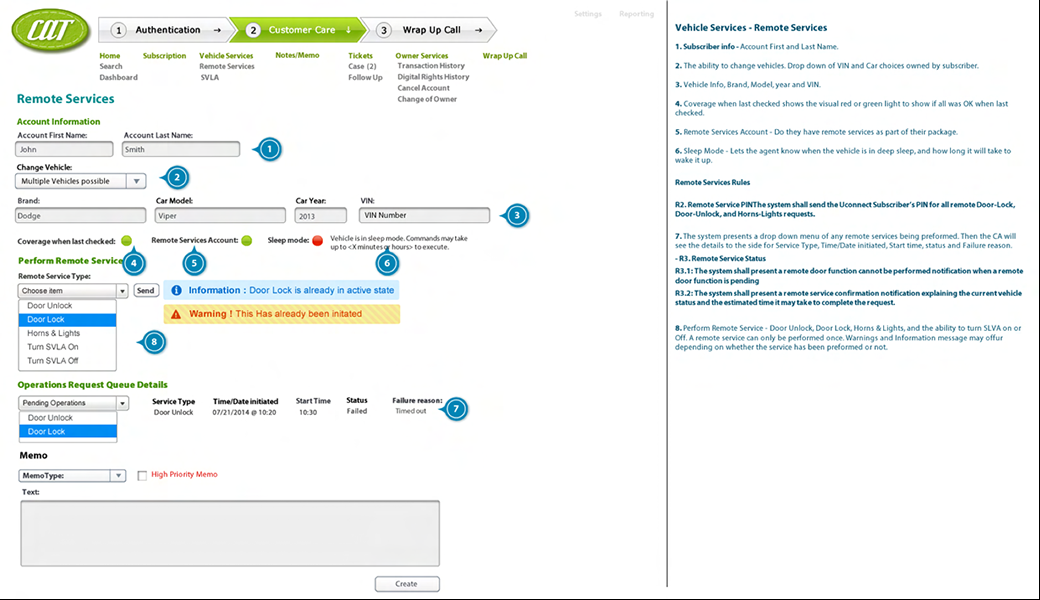 CAT
1 Authentication →
2 Customer Care ↓
3 Wrap Up Call →
Settings Reporting
Home Subscription Vehicle Services Notes/Memo Tickets Owner Services Wrap Up Call
Search Remote Services Case (2) Transaction History
Dashboard SVLA Follow Up Digital Rights History
Cancel Account
Change of Owner
Remote Services
Account Information
Account First Name: Account Last Name:
John Smith 1
Change Vehicle:
Multiple Vehicles possible 2
Brand: Car Model: Car Year: VIN:
Dodge Viper 2013 VIN Number 3
Coverage when last checked: Remote Services Account: Sleep mode: Vehicle is in sleep mode. Commands may take
up to <X minutes or hours> to execute.
4 5 6
Perform Remote Service
Remote Service Type:
Choose item Send Information : Door Lock is already in active state
Door Unlock
Door Lock Warning ! This Has already been initated
Horns & Lights
Turn SVLA On 8
Turn SVLA Off
Operations Request Queue Details
Pending Operations Service Type Time/Date initiated Start Time Status Failure reason:
Door Unlock Door Unlock 07/21/2014 @ 10:20 10:30 Failed Timed out 7
Door Lock
Memo
MemoType: High Priority Memo
Text:
Create
Vehicle Services - Remote Services
1. Subscriber info - Account First and Last Name.
2. The ability to change vehicles. Drop down of VIN and Car choices owned by subscriber.
3. Vehicle Info, Brand, Model, year and VIN.
4. Coverage when last checked shows the visual red or green light to show if all was OK when last
checked.
5. Remote Services Account - Do they have remote services as part of their package.
6. Sleep Mode - Lets the agent know when the vehicle is in deep sleep, and how long it will take to
wake it up.
Remote Services Rules
R2. Remote Service PINThe system shall send the Uconnect Subscriber's PIN for all remote Door-Lock,
Door-Unlock, and Horns-Lights requests.
7. The system presents a drop down menu of any remote services being preformed. Then the CA will
see the details to the side for Service Type, Time/Date initiated, Start time, status and Failure reason.
- R3. Remote Service Status
R3.1: The system shall present a remote door function cannot be performed notification when a remote
door function is pending
R3.2: The system shall present a remote service confirmation notification explaining the current vehicle
status and the estimated time it may take to complete the request.
8. Perform Remote Service - Door Unlock, Door Lock, Horns & Lights, and the ability to turn SLVA on or
Off. A remote service can only be performed once. Warnings and Information message may offur
depending on whether the service has been preformed or not.